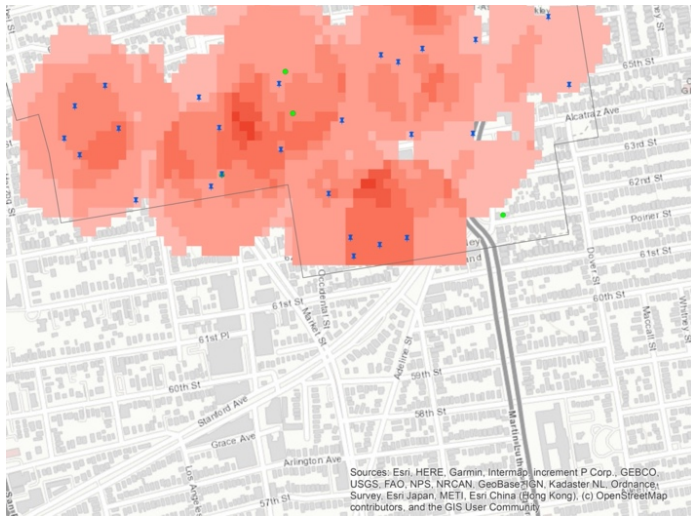 65th St
Alcatraz Ave
63rd St
62nd St
Poirier St
61st St
60th St
Dover St
Maccall St
Whitney St
Occidental St
Market St
61st St
61st Pl
60th St
Adeline St
59th St
58th St
Stanford Ave
Grace Ave
Arlington Ave
57th St
Los Angeles
Sources: Esri, HERE, Garmin, Intermap, increment P Corp., GEBCO,
USGS, FAO, NPS, NRCAN, GeoBase, IGN, Kadaster NL, Ordnance
Survey, Esri Japan, METI, Esri China (Hong Kong), (c) OpenStreetMap
contributors, and the GIS User Community